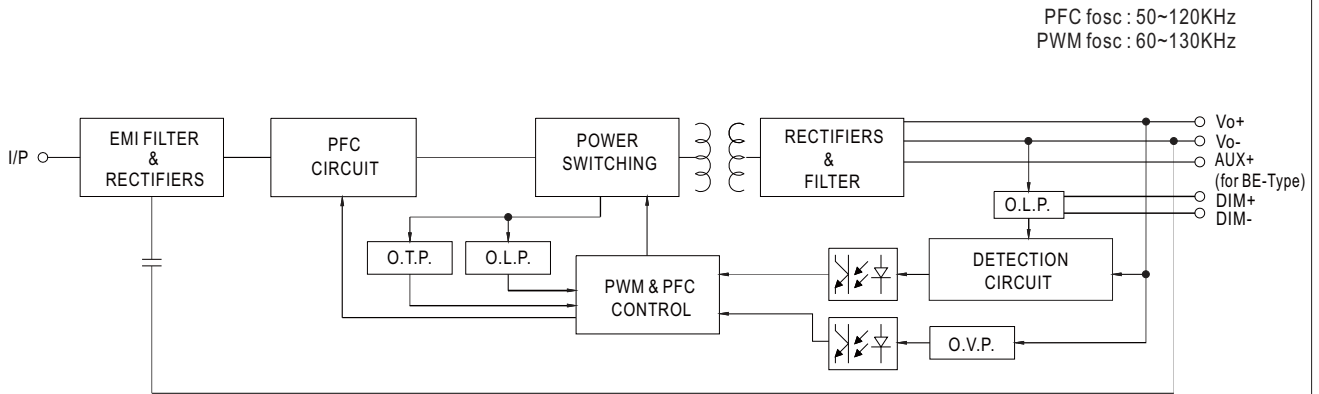 PFC fosc : 50~120KHz
PWM fosc : 60~130KHz
I/P
EMI FILTER
&
RECTIFIERS
PFC
CIRCUIT
POWER
SWITCHING
RECTIFIERS
&
FILTER
Vo+
Vo-
AUX+
(for BE-Type)
DIM+
DIM-
O.L.P.
O.T.P.
O.L.P.
PWM & PFC
CONTROL
DETECTION
CIRCUIT
O.V.P.